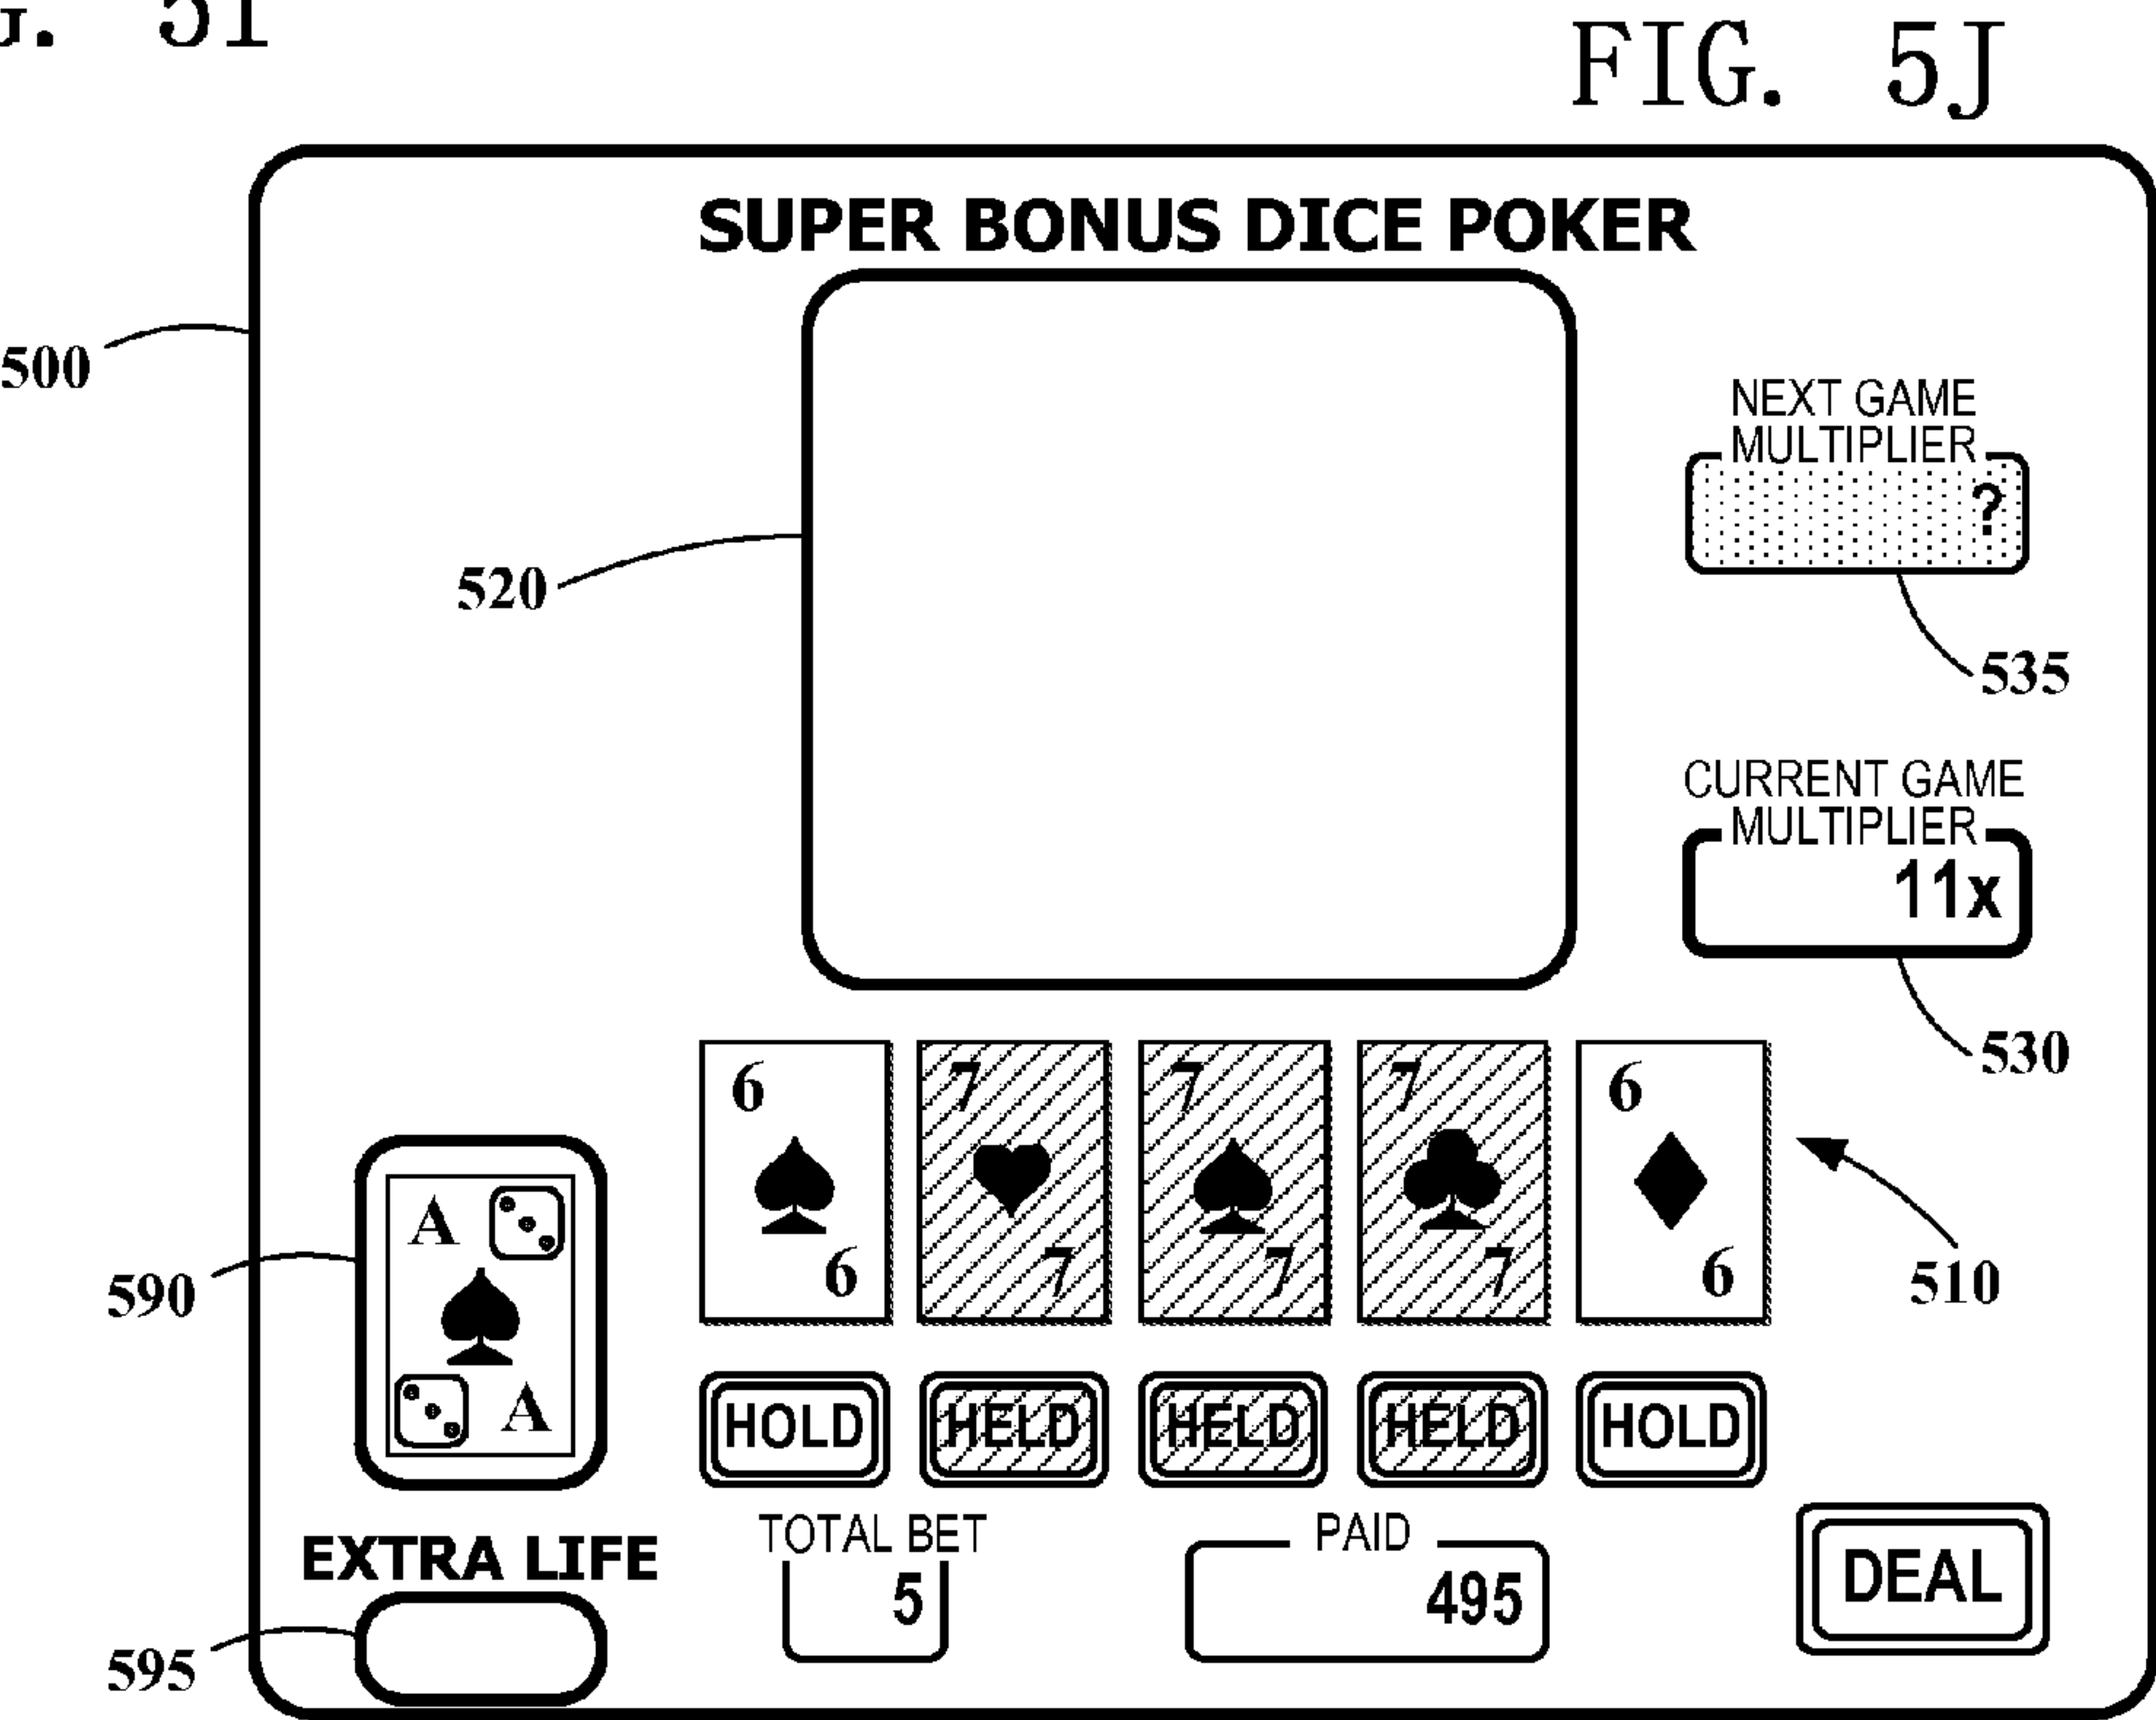 FIG. 5J
SUPER BONUS DICE POKER
500
NEXT GAME
MULTIPLIER
?
520
535
CURRENT GAME
MULTIPLIER
11x
530
6 7 7 7 6
A
590
6 7 7 7 6
510
A
HOLD HELD HELD HELD HOLD
EXTRA LIFE
TOTAL BET
5
PAID
495
DEAL
595